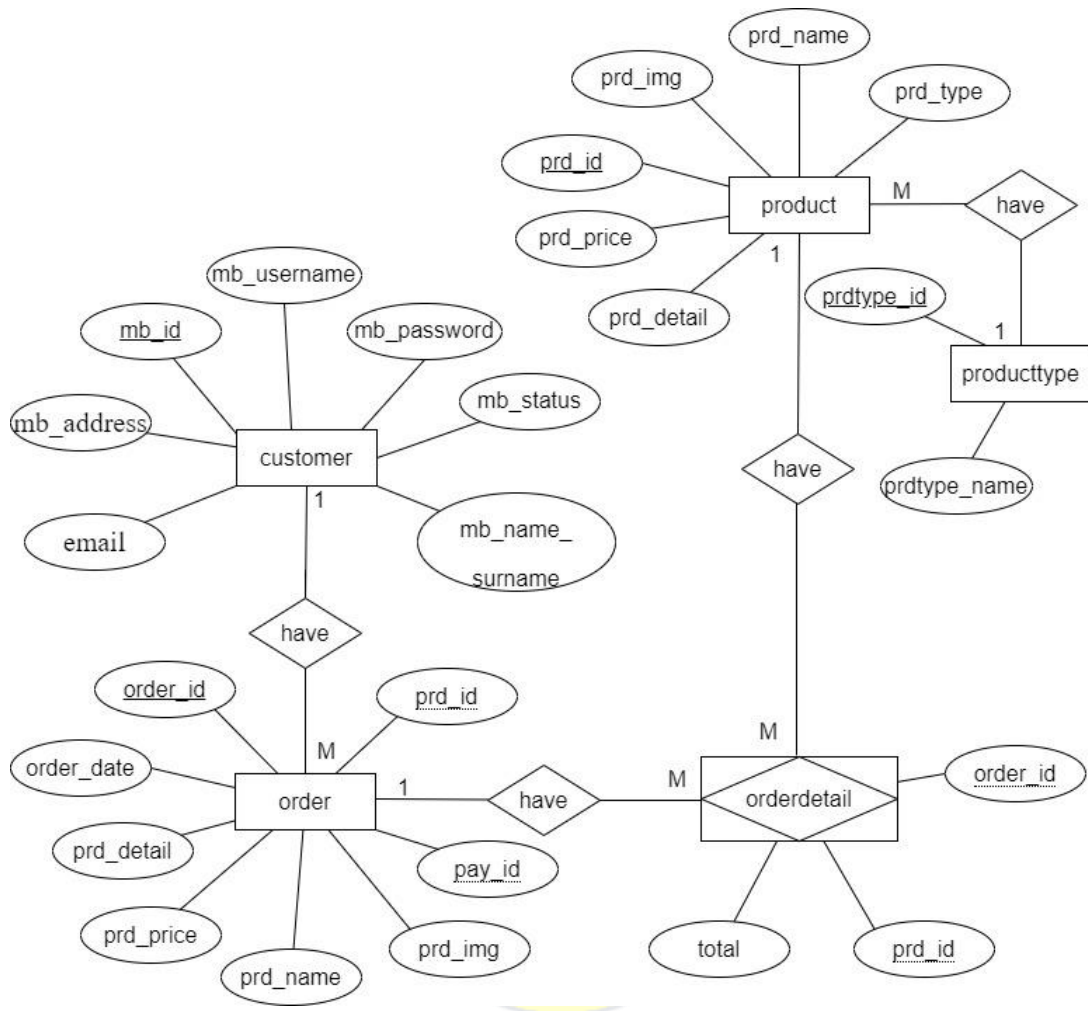 prd_name
prd_img
prd_type
prd_id
product
M
have
prd_price
1
mb_username
prdtype_id
prd_detail
mb_id
mb_password
1
producttype
mb_status
mb_address
customer
have
prdtype_name
1
email
mb_name_
surname
have
order_id
prd_id
M
M
order_date
order
1
have
M
orderdetail
order_id
prd_detail
pay_id
prd_price
prd_img
total
prd_id
prd_name